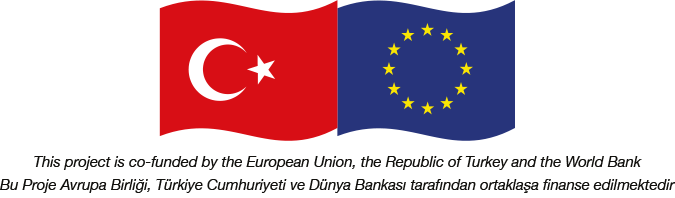 This project is co-funded by the European Union, the Republic of Turkey and the World Bank
Bu Proje Avrupa Birliği, Türkiye Cumhuriyeti ve Dünya Bankası tarafından ortaklaşa finanse edilmektedir